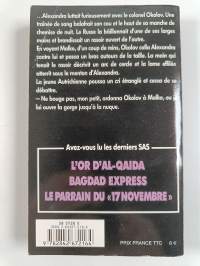 ...Alexandra luttait furieusement avec le colonel Okolov. Une
traînée de sang balafrait son cou et le haut de sa manche de
chemise de nuit. Le Russe la bâillonnait d'une de ses larges
mains et brandissait un rasoir ouvert de l'autre.
En voyant Malko, d'un coup de reins, Okolov colla Alexandra
contre lui et passa un bras autour de la taille. La main qui
tenait le rasoir décrivit un arc de cercle et la lame effilée
atteit sous le menton d'Alexandra.
La jeune Autrichienne poussa un cri étranglé et cessa de se
débattre.
– Ne bouge pas, mon petit, ordonna Okolov à Malko, ou je
lui ouvre la gorge jusqu'à la nuque.
Avez-vous lu les derniers SAS
L'OR D'AL-QAIDA
BAGDAD EXPRESS
LE PARRAIN DU «17 NOVEMBRE»
9 782842 672164
PRIX FRANCE TTC 6 €